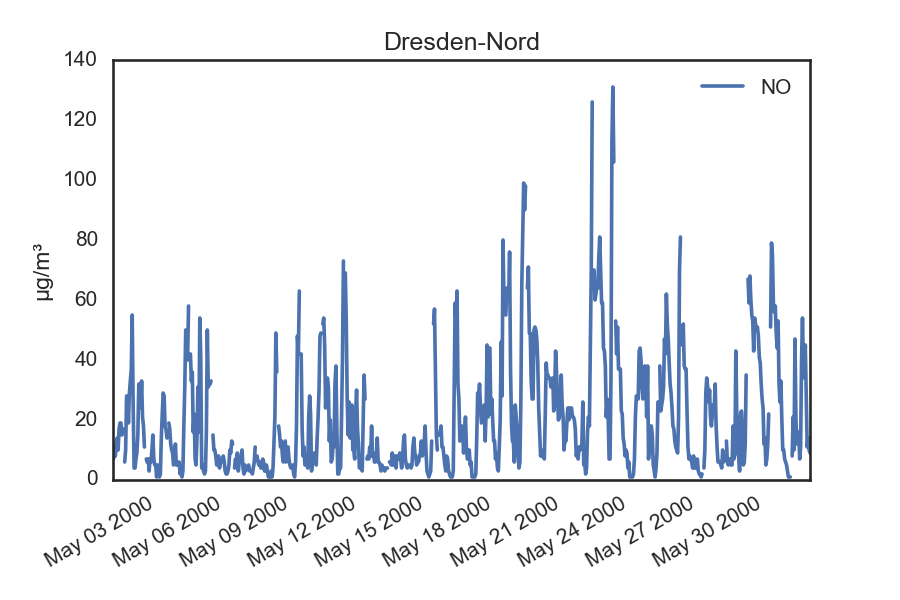 Dresden-Nord
140
120
100
80
60
40
20
0
µg/m³
NO
May 03 2000
May 06 2000
May 09 2000
May 12 2000
May 15 2000
May 18 2000
May 21 2000
May 24 2000
May 27 2000
May 30 2000